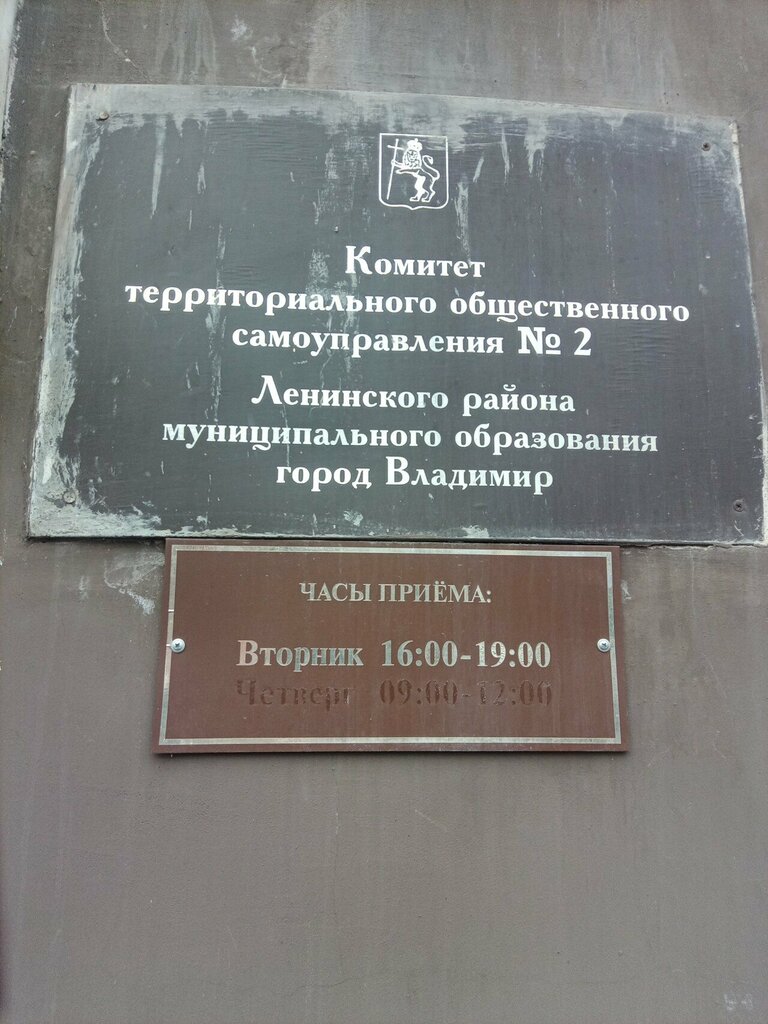 Комитет
территориального общественного
самоуправления № 2
Ленинского района
муниципального образования
город Владимир
ЧАСЫ ПРИЁМА:
Вторник 16:00-19:00
Четверг 09:00-12:00